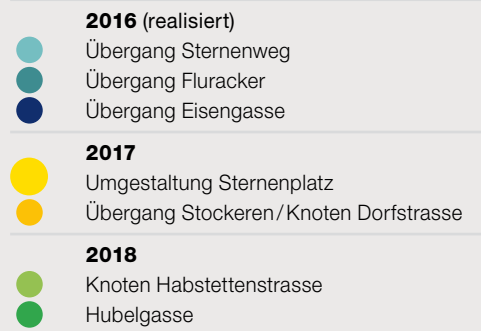 2016 (realisiert)
Übergang Sternenweg
Übergang Fluracker
Übergang Eisengasse
2017
Umgestaltung Sternenplatz
Übergang Stockeren/Knoten Dorfstrasse
2018
Knoten Habstettenstrasse
Hubelgasse